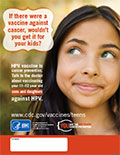 If there were a
vaccine against
cancer, wouldn't
you get it for
your kids?
HPV vaccine is
cancer prevention.
Talk to the doctor
about vaccinating
your 11–12 year old
sons and daughters
against HPV.
www.cdc.gov/vaccines/teens
CDC